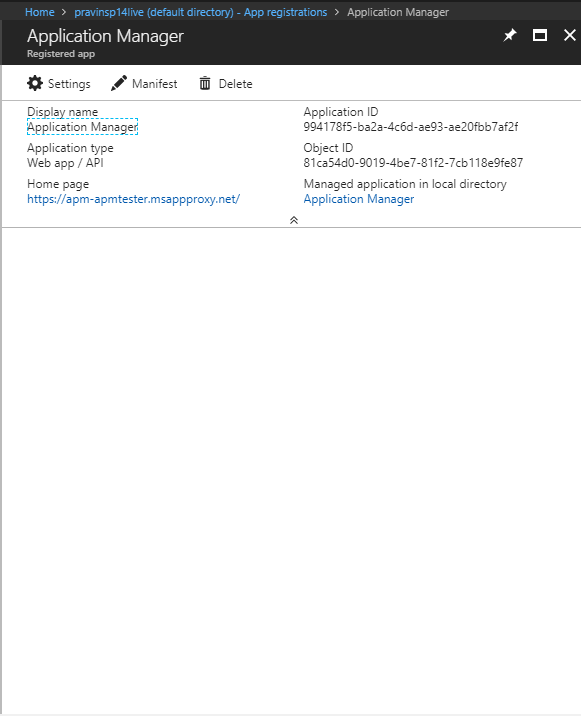 Home > pravinsp14live (default directory) - App registrations > Application Manager
Application Manager
Registered app
Settings Manifest Delete
Display name
Application Manager
Application type
Web app / API
Home page
https://apm-apmtester.msappproxy.net/
Application ID
994178f5-ba2a-4c6d-ae93-ae20fbb7af2f
Object ID
81ca54d0-9019-4be7-81f2-7cb118e9fe87
Managed application in local directory
Application Manager